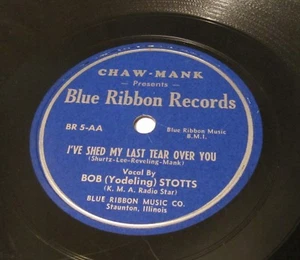 CHAW-MANK
— Presents —
Blue Ribbon Records
BR 5-AA
Blue Ribbon Music
B.M.I.
I'VE SHED MY LAST TEAR OVER YOU
(Shurtz-Lee-Reveling-Mank)
Vocal By
BOB (Yodeling) STOTTS
(K. M. A. Radio Star)
BLUE RIBBON MUSIC CO.
Staunton, Illinois